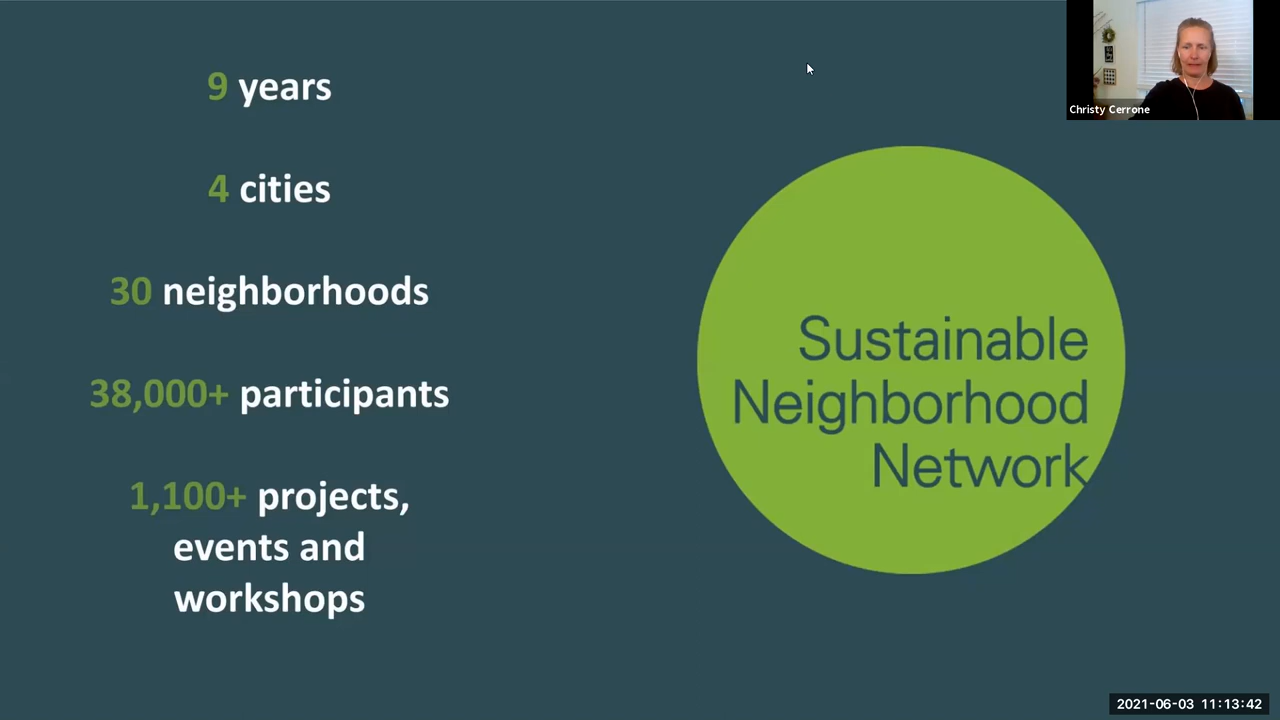 9 years
4 cities
30 neighborhoods
38,000+ participants
1,100+ projects,
events and
workshops
Sustainable
Neighborhood
Network
Christy Cerrone
2021-06-03 11:13:42